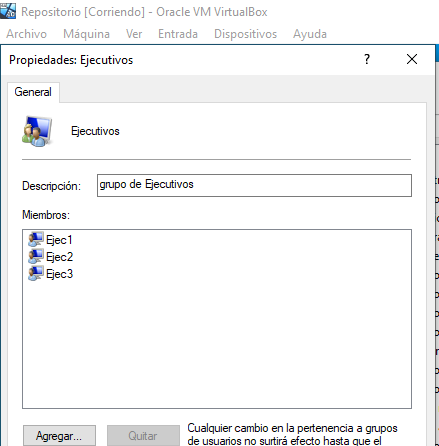 Repositorio [Corriendo] - Oracle VM VirtualBox
Archivo Máquina Ver Entrada Dispositivos Ayuda
Propiedades: Ejecutivos ? ×
General
Ejecutivos
Descripción: grupo de Ejecutivos
Miembros:
Ejec1
Ejec2
Ejec3
Agregar... Quitar Cualquier cambio en la pertenencia a grupos
de usuarios no surtirá efecto hasta que el